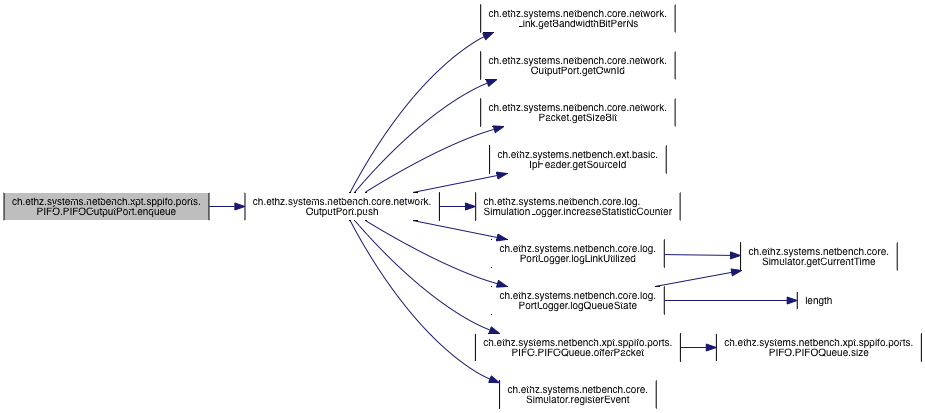 ch.ethz.systems.netbench.core.network.
Link.getBandwidthBitPerNs
ch.ethz.systems.netbench.core.network.
OutputPort.getOwnId
ch.ethz.systems.netbench.core.network.
Packet.getSizeBit
ch.ethz.systems.netbench.ext.basic.
IpHeader.getSourceId
ch.ethz.systems.netbench.xpt.sppifo.ports.
PIFO.PIFOOutputPort.enqueue
ch.ethz.systems.netbench.core.network.
OutputPort.push
ch.ethz.systems.netbench.core.log.
SimulationLogger.increaseStatisticCounter
ch.ethz.systems.netbench.core.log.
PortLogger.logLinkUtilized
ch.ethz.systems.netbench.core.
Simulator.getCurrentTime
ch.ethz.systems.netbench.core.log.
PortLogger.logQueueState
length
ch.ethz.systems.netbench.xpt.sppifo.ports.
PIFO.PIFOQueue.offerPacket
ch.ethz.systems.netbench.xpt.sppifo.ports.
PIFO.PIFOQueue.size
ch.ethz.systems.netbench.core.
Simulator.registerEvent